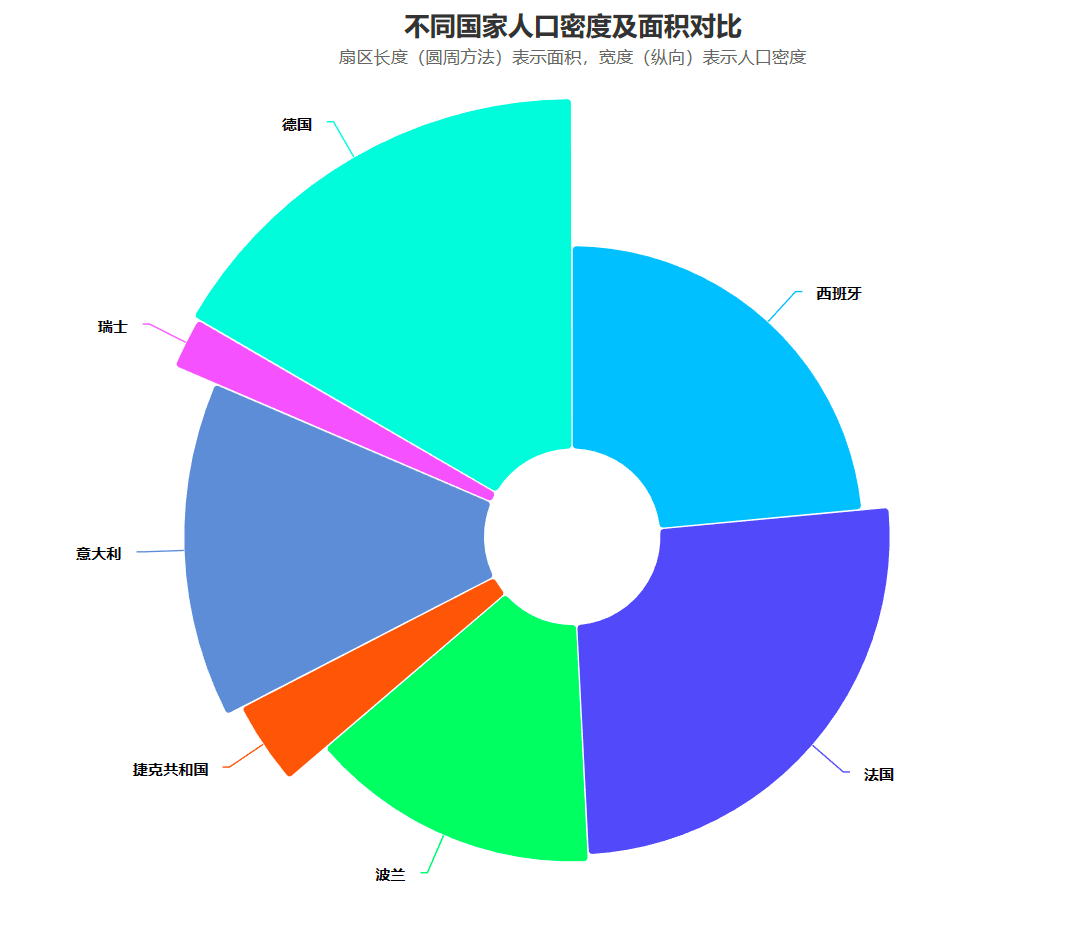 不同国家人口密度及面积对比
扇区长度（圆周方法）表示面积，宽度（纵向）表示人口密度
德国
西班牙
瑞士
意大利
捷克共和国
法国
波兰